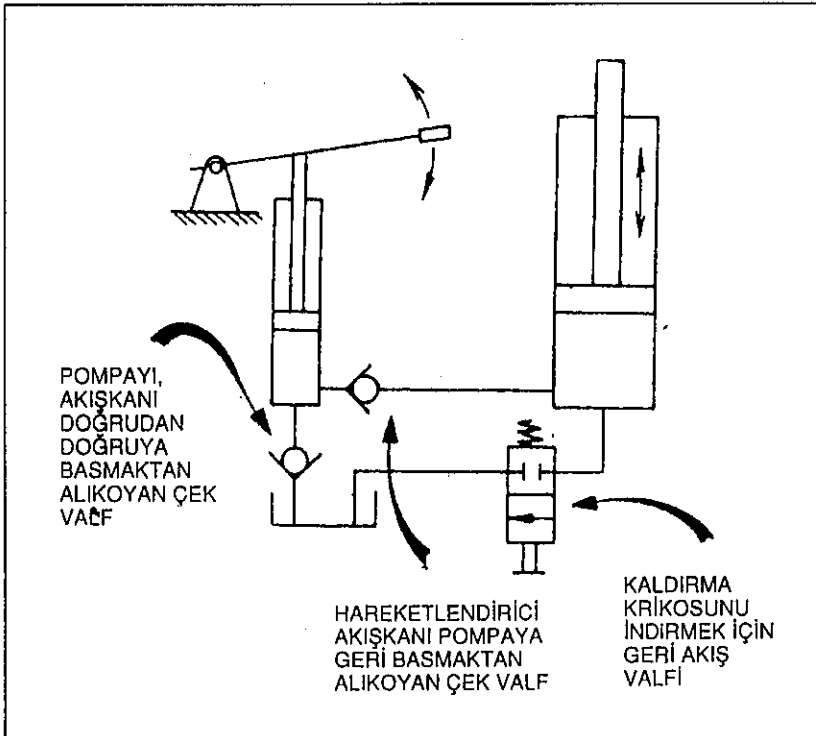 POMPAYI,
AKIŞKANI
DOĞRUDAN
DOĞRUYA
BASMAKTAN
ALIKOYAN ÇEK
VALF
HAREKETLENDİRİCİ
AKIŞKANI POMPAYA
GERİ BASMAKTAN
ALIKOYAN ÇEK VALF
KALDIRMA
KRİKOSUNU
İNDİRMEK İÇİN
GERİ AKIŞ
VALFİ